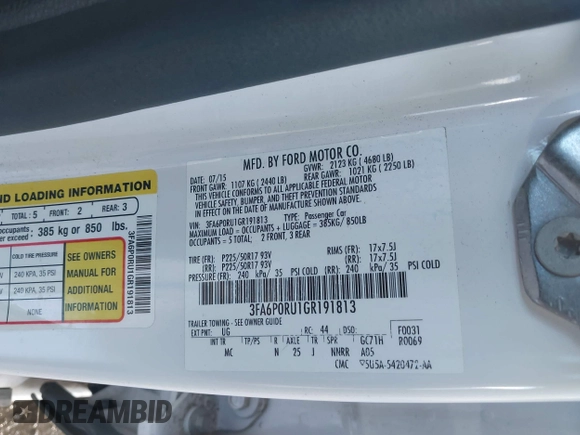 ND LOADING INFORMATION
TOTAL : 5 FRONT: 2 REAR: 3
occupants
exceed: 385 kg or 850 lbs.
COLD TIRE PRESSURE
240 KPA, 35 PSI
240 KPA, 35 PSI
NONE
SEE OWNERS
MANUAL FOR
ADDITIONAL
INFORMATION
3FA6P0RU1GR191813
MFD. BY FORD MOTOR CO.
DATE: 07/15 GVWR: 2123 KG ( 4680 LB)
FRONT GAWR: 1107 KG ( 2440 LB) REAR GAWR: 1021 KG ( 2250 LB)
THIS VEHICLE CONFORMS TO ALL APPLICABLE FEDERAL MOTOR
VEHICLE SAFETY, BUMPER, AND THEFT PREVENTION STANDARDS
IN EFFECT ON THE DATE OF MANUFACTURE SHOWN ABOVE.
VIN: 3FA6P0RU1GR191813 TYPE: Passenger Car
MAXIMUM LOAD = OCCUPANTS + LUGGAGE = 385KG/ 850LB
OCCUPANTS = 5 TOTAL: 2 FRONT, 3 REAR
TIRE (FR): P225/50R17 93V RIMS (FR): 17x7.5J
(RR): P225/50R17 93V (RR): 17x7.5J
PRESSURE (FR): 240 kPa/ 35 PSI COLD (RR): 240 kPa/ 35 PSI COLD
3FA6P0RU1GR191813
TRAILER TOWING - SEE OWNER GUIDE
EXT PNT: UG RC: 44 DSO: F0031
INT TR TP/PS R AXLE TR SPR GC71H R0069
MC N 25 J NNRR A05
CMC 5U5A-5420472-AA
DREAMBID